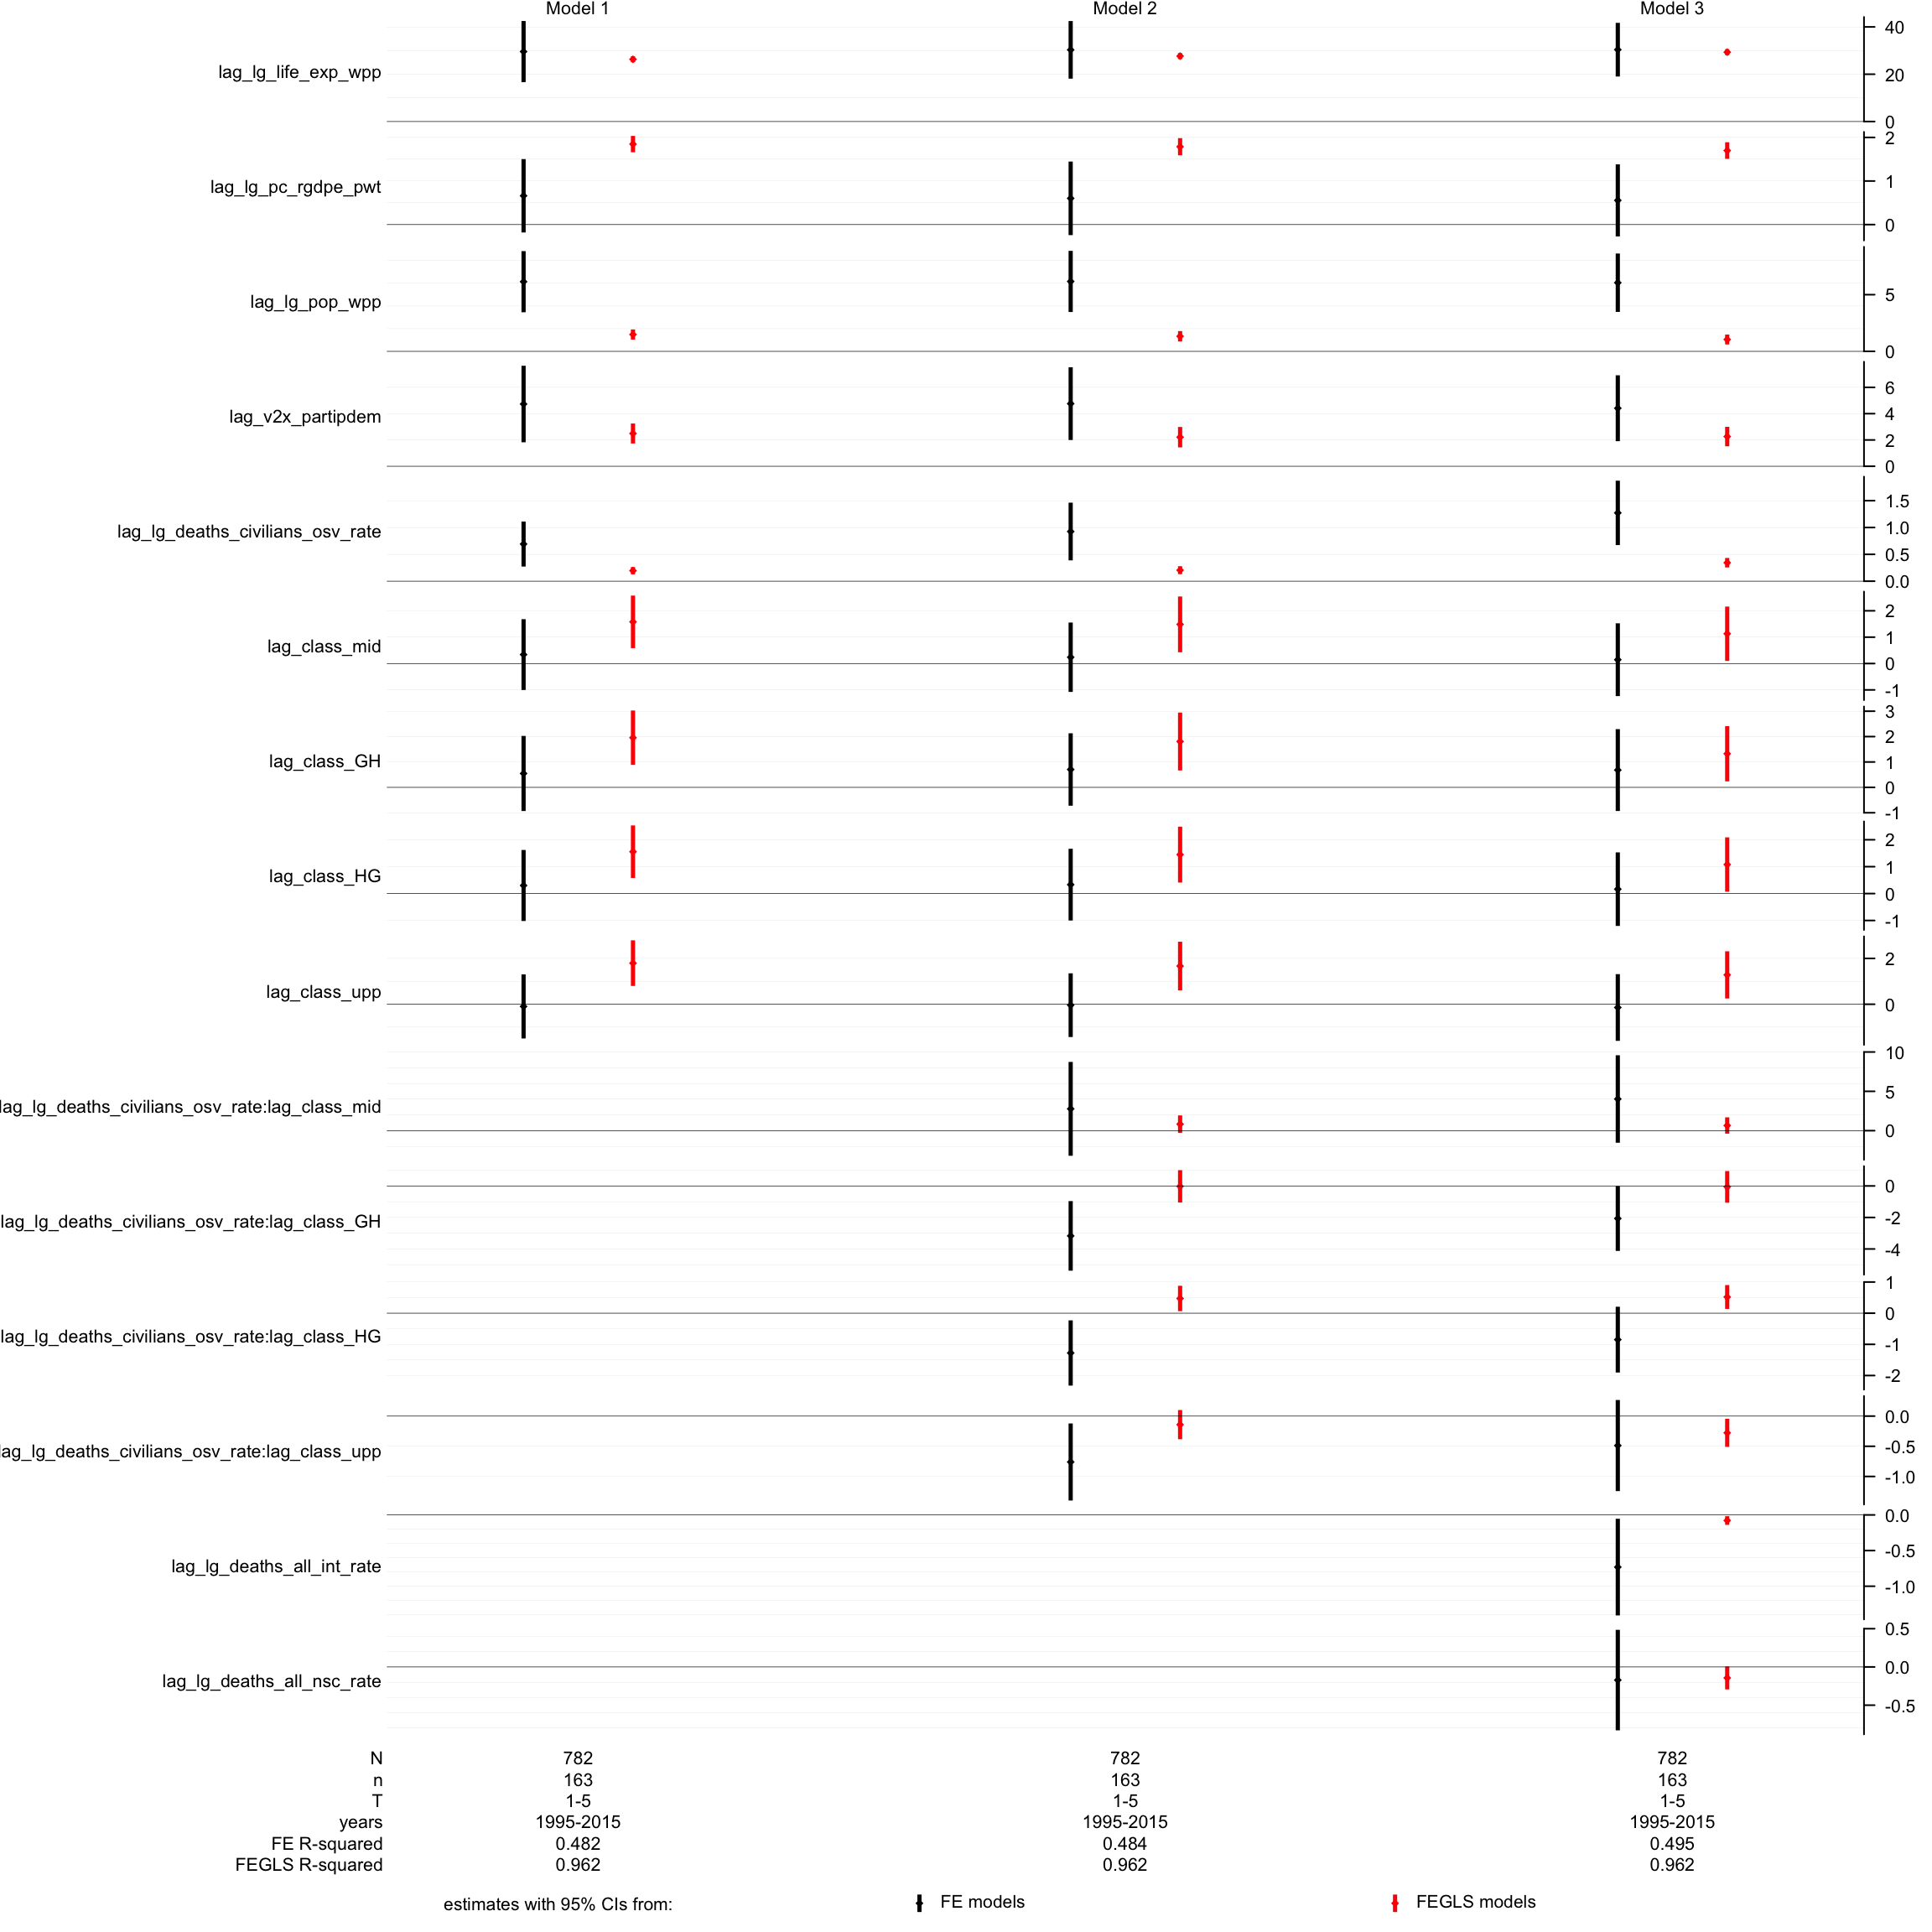 Model 1 Model 2 Model 3
lag_lg_life_exp_wpp
40
20
0
lag_lg_pc_rgdpe_pwt
2
1
0
lag_lg_pop_wpp
5
0
lag_v2x_partipdem
6
4
2
0
lag_lg_deaths_civilians_osv_rate
1.5
1.0
0.5
0.0
lag_class_mid
2
1
0
-1
lag_class_GH
3
2
1
0
-1
lag_class_HG
2
1
0
-1
lag_class_upp
2
0
lag_lg_deaths_civilians_osv_rate:lag_class_mid
10
5
0
lag_lg_deaths_civilians_osv_rate:lag_class_GH
0
-2
-4
lag_lg_deaths_civilians_osv_rate:lag_class_HG
1
0
-1
-2
lag_lg_deaths_civilians_osv_rate:lag_class_upp
0.0
-0.5
-1.0
lag_lg_deaths_all_int_rate
0.0
-0.5
-1.0
lag_lg_deaths_all_nsc_rate
0.5
0.0
-0.5
N 782 782 782
n 163 163 163
T 1-5 1-5 1-5
years 1995-2015 1995-2015 1995-2015
FE R-squared 0.482 0.484 0.495
FEGLS R-squared 0.962 0.962 0.962
estimates with 95% CIs from: FE models FEGLS models